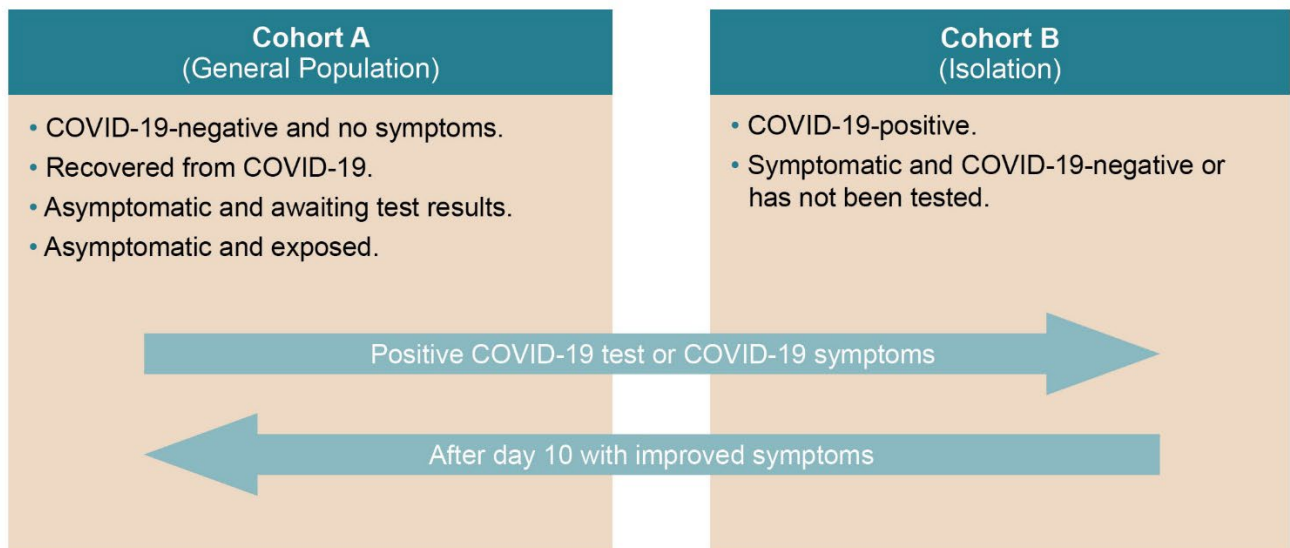 Cohort A
(General Population)
• COVID-19-negative and no symptoms.
• Recovered from COVID-19.
• Asymptomatic and awaiting test results.
• Asymptomatic and exposed.
Cohort B
(Isolation)
• COVID-19-positive.
• Symptomatic and COVID-19-negative or
has not been tested.
Positive COVID-19 test or COVID-19 symptoms
After day 10 with improved symptoms